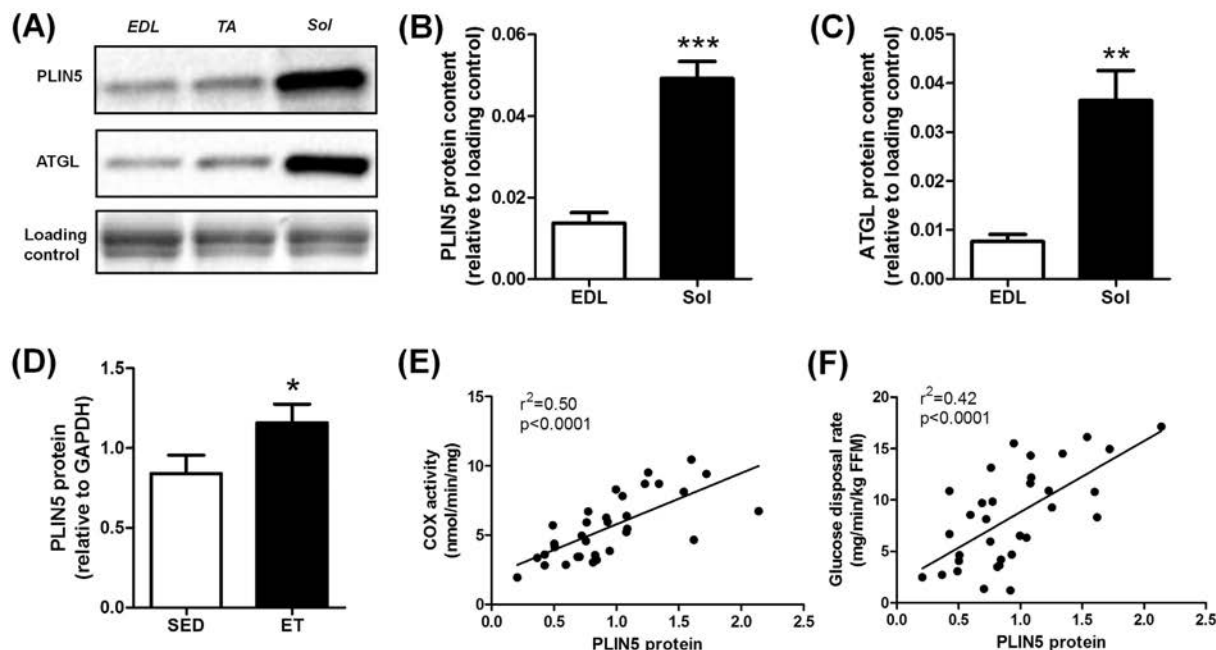 (A)
EDL TA Sol
PLIN5
ATGL
Loading
control
(B)
PLIN5 protein content
(relative to loading control)
0.06
0.04
0.02
0.00
***
EDL Sol
(C)
ATGL protein content
(relative to loading control)
0.05
0.04
0.03
0.02
0.01
0.00
**
EDL Sol
(D)
PLIN5 protein
(relative to GAPDH)
1.5
1.0
0.5
0.0
*
SED ET
(E)
r²=0.50
p<0.0001
COX activity
(nmol/min/mg)
15
10
5
0
0.0 0.5 1.0 1.5 2.0 2.5
PLIN5 protein
(F)
r²=0.42
p<0.0001
Glucose disposal rate
(mg/min/kg FFM)
20
15
10
5
0
0.0 0.5 1.0 1.5 2.0 2.5
PLIN5 protein